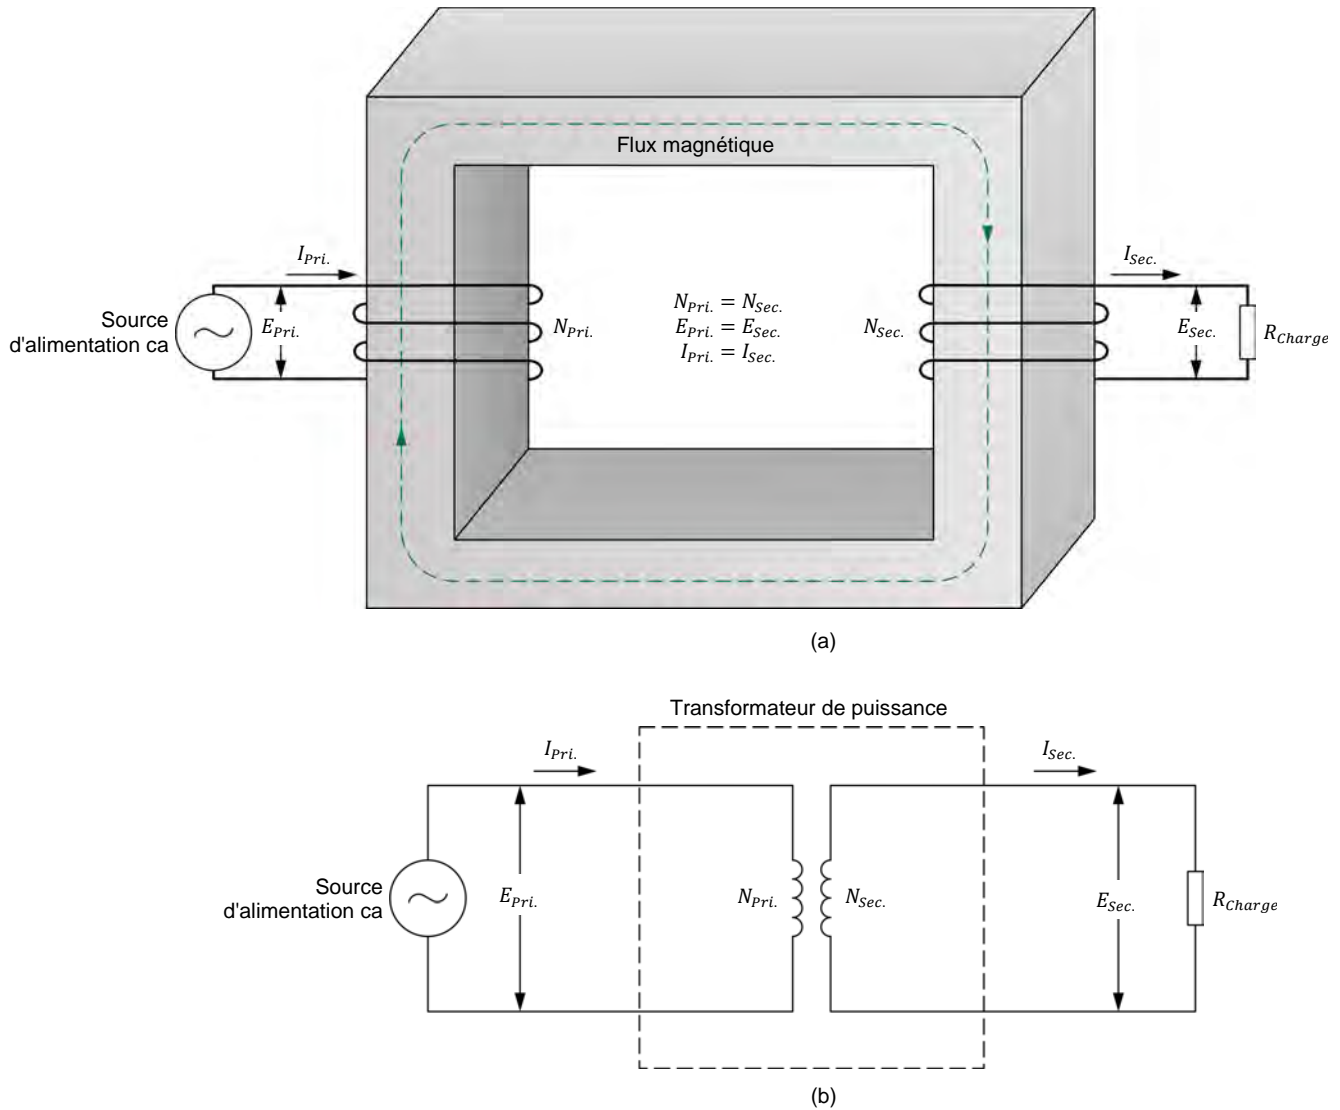 Flux magnétique
I_Pri.
I_Sec.
Source
d'alimentation ca
E_Pri.
N_Pri.
N_Pri. = N_Sec.
E_Pri. = E_Sec.
I_Pri. = I_Sec.
N_Sec.
E_Sec.
R_Charge
(a)
Transformateur de puissance
I_Pri.
I_Sec.
Source
d'alimentation ca
E_Pri.
N_Pri.
N_Sec.
E_Sec.
R_Charge
(b)